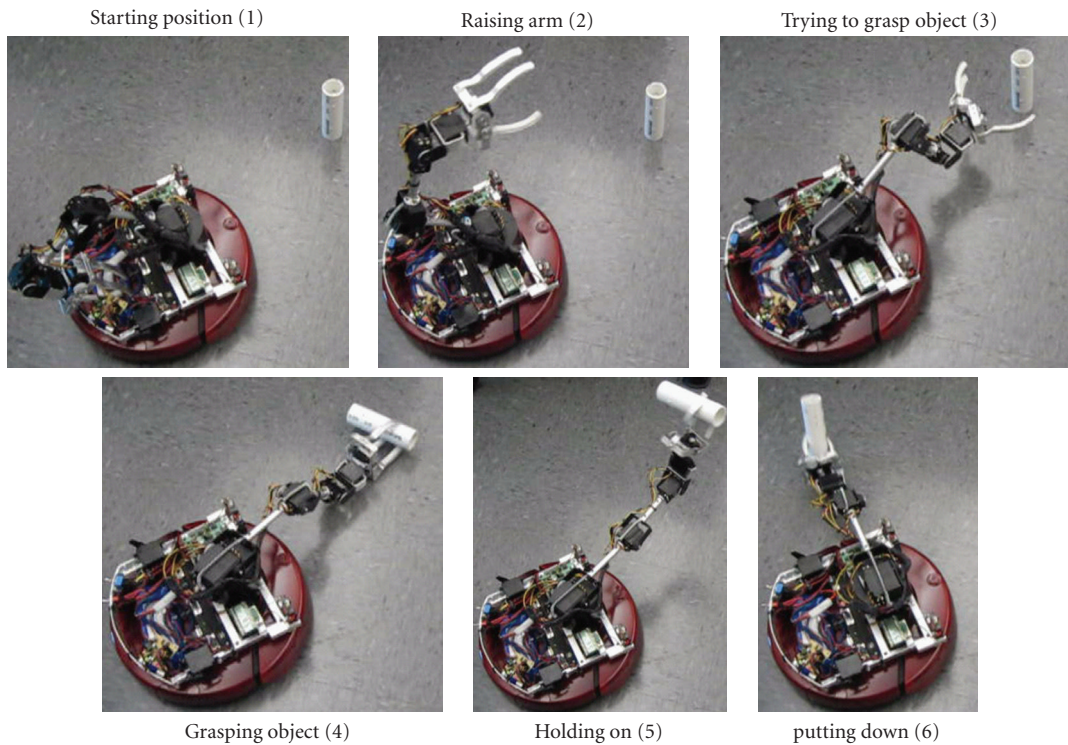 Starting position (1)
Raising arm (2)
Trying to grasp object (3)
Grasping object (4)
Holding on (5)
putting down (6)